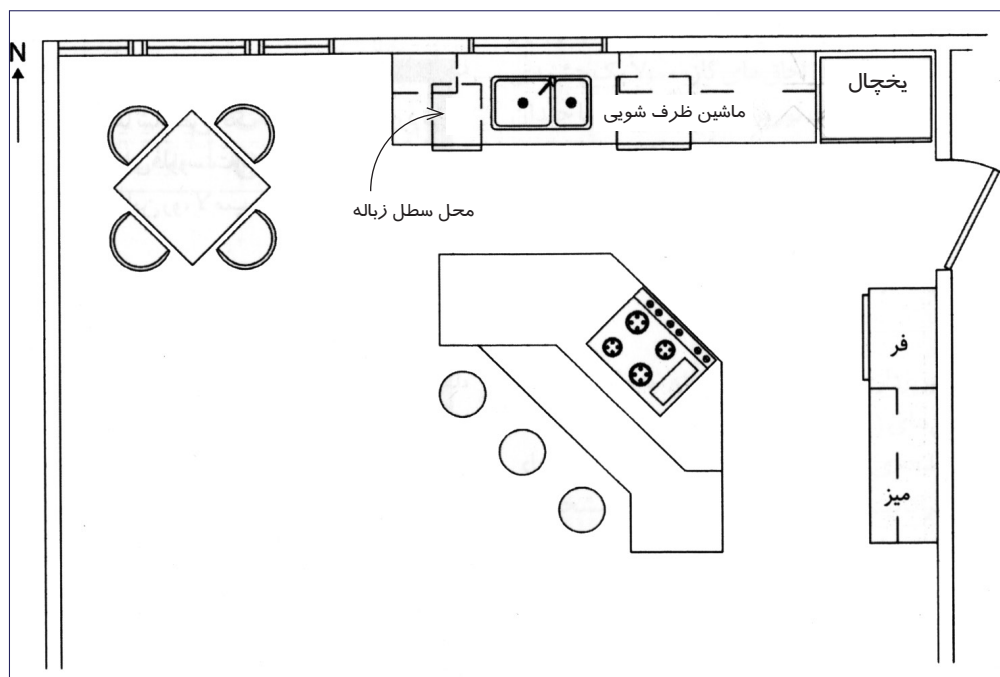 N
یخچال
ماشین ظرف شویی
محل سطل زباله
فر
میز